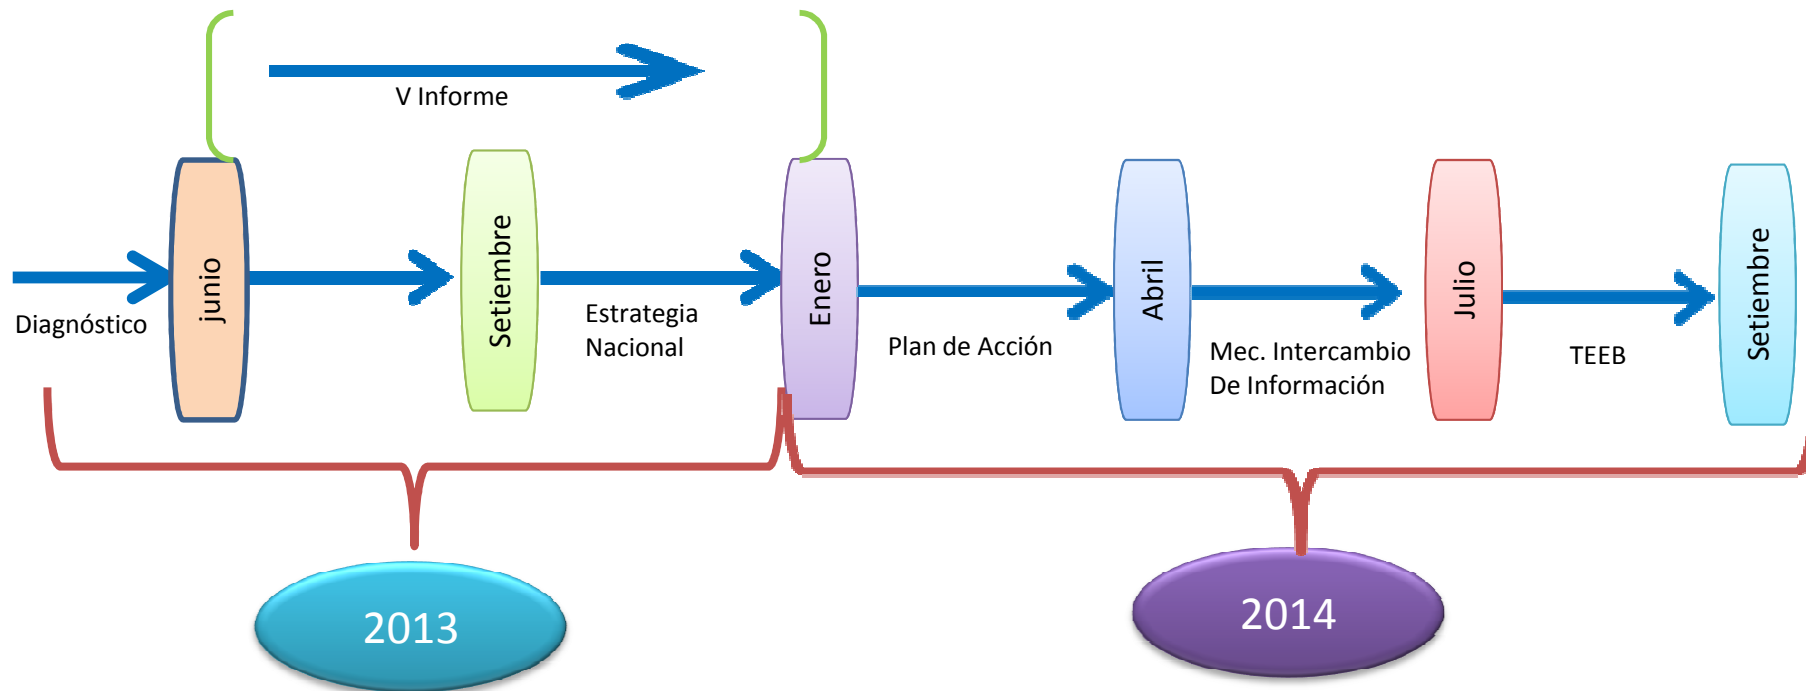 V Informe
junio
Setiembre
Enero
Abril
Julio
Setiembre
Diagnóstico
Estrategia
Nacional
Plan de Acción
Mec. Intercambio
De Información
TEEB
2013
2014